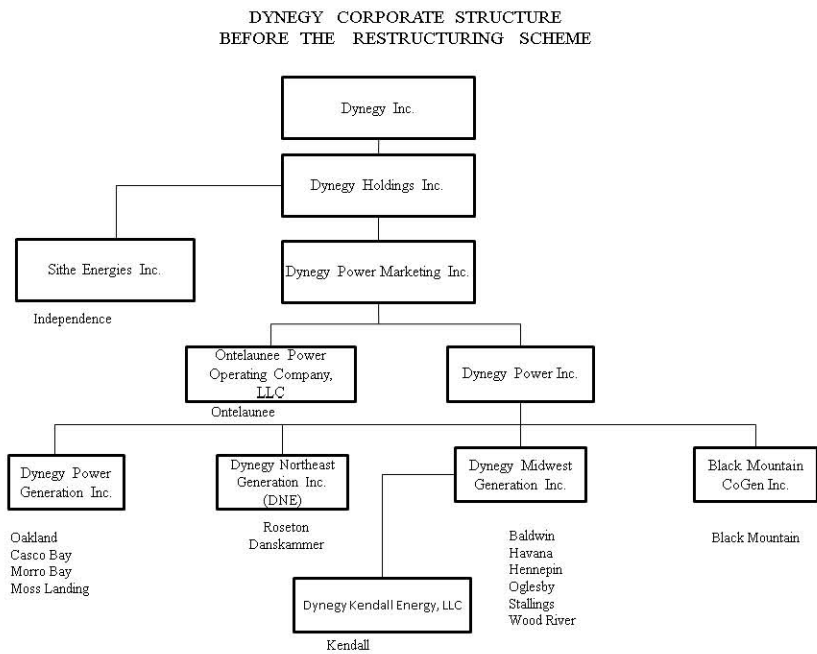 DYNEGY CORPORATE STRUCTURE
BEFORE THE RESTRUCTURING SCHEME
Dynegy Inc.
Dynegy Holdings Inc.
Sithe Energies Inc.
Independence
Dynegy Power Marketing Inc.
Ontelaunee Power
Operating Company,
LLC
Ontelaunee
Dynegy Power Inc.
Dynegy Power
Generation Inc.
Oakland
Casco Bay
Morro Bay
Moss Landing
Dynegy Northeast
Generation Inc.
(DNE)
Roseton
Danskammer
Dynegy Midwest
Generation Inc.
Baldwin
Havana
Hennepin
Oglesby
Stallings
Wood River
Black Mountain
CoGen Inc.
Black Mountain
Dynegy Kendall Energy, LLC
Kendall